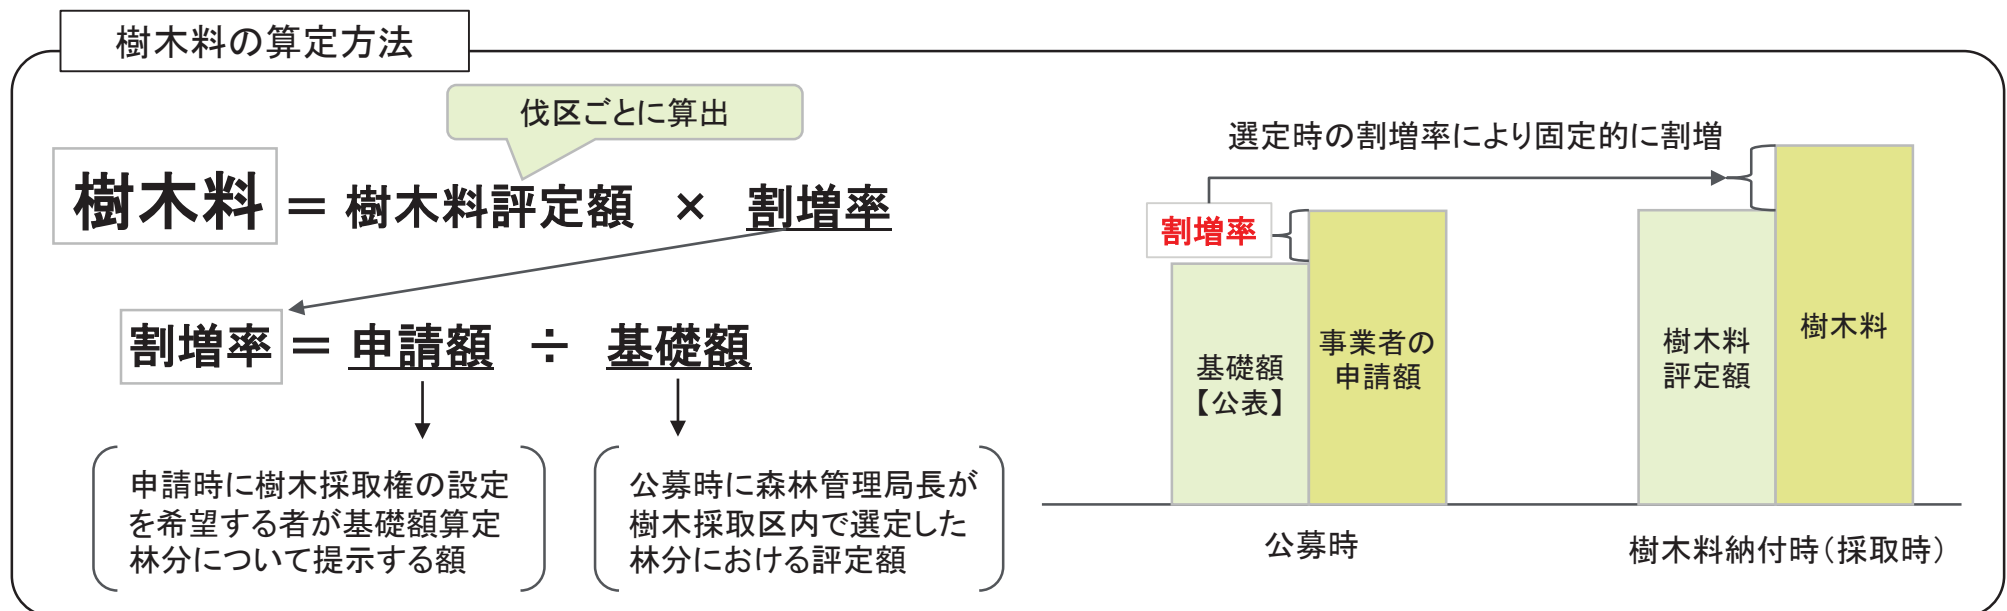 樹木料の算定方法
伐区ごとに算出
樹木料 = 樹木料評定額 × 割増率
割増率 = 申請額 ÷ 基礎額
申請時に樹木採取権の設定
を希望する者が基礎額算定
林分について提示する額
公募時に森林管理局長が
樹木採取区内で選定した
林分における評定額
選定時の割増率により固定的に割増
割増率
基礎額
【公表】
事業者の
申請額
樹木料
評定額
樹木料
公募時
樹木料納付時(採取時)